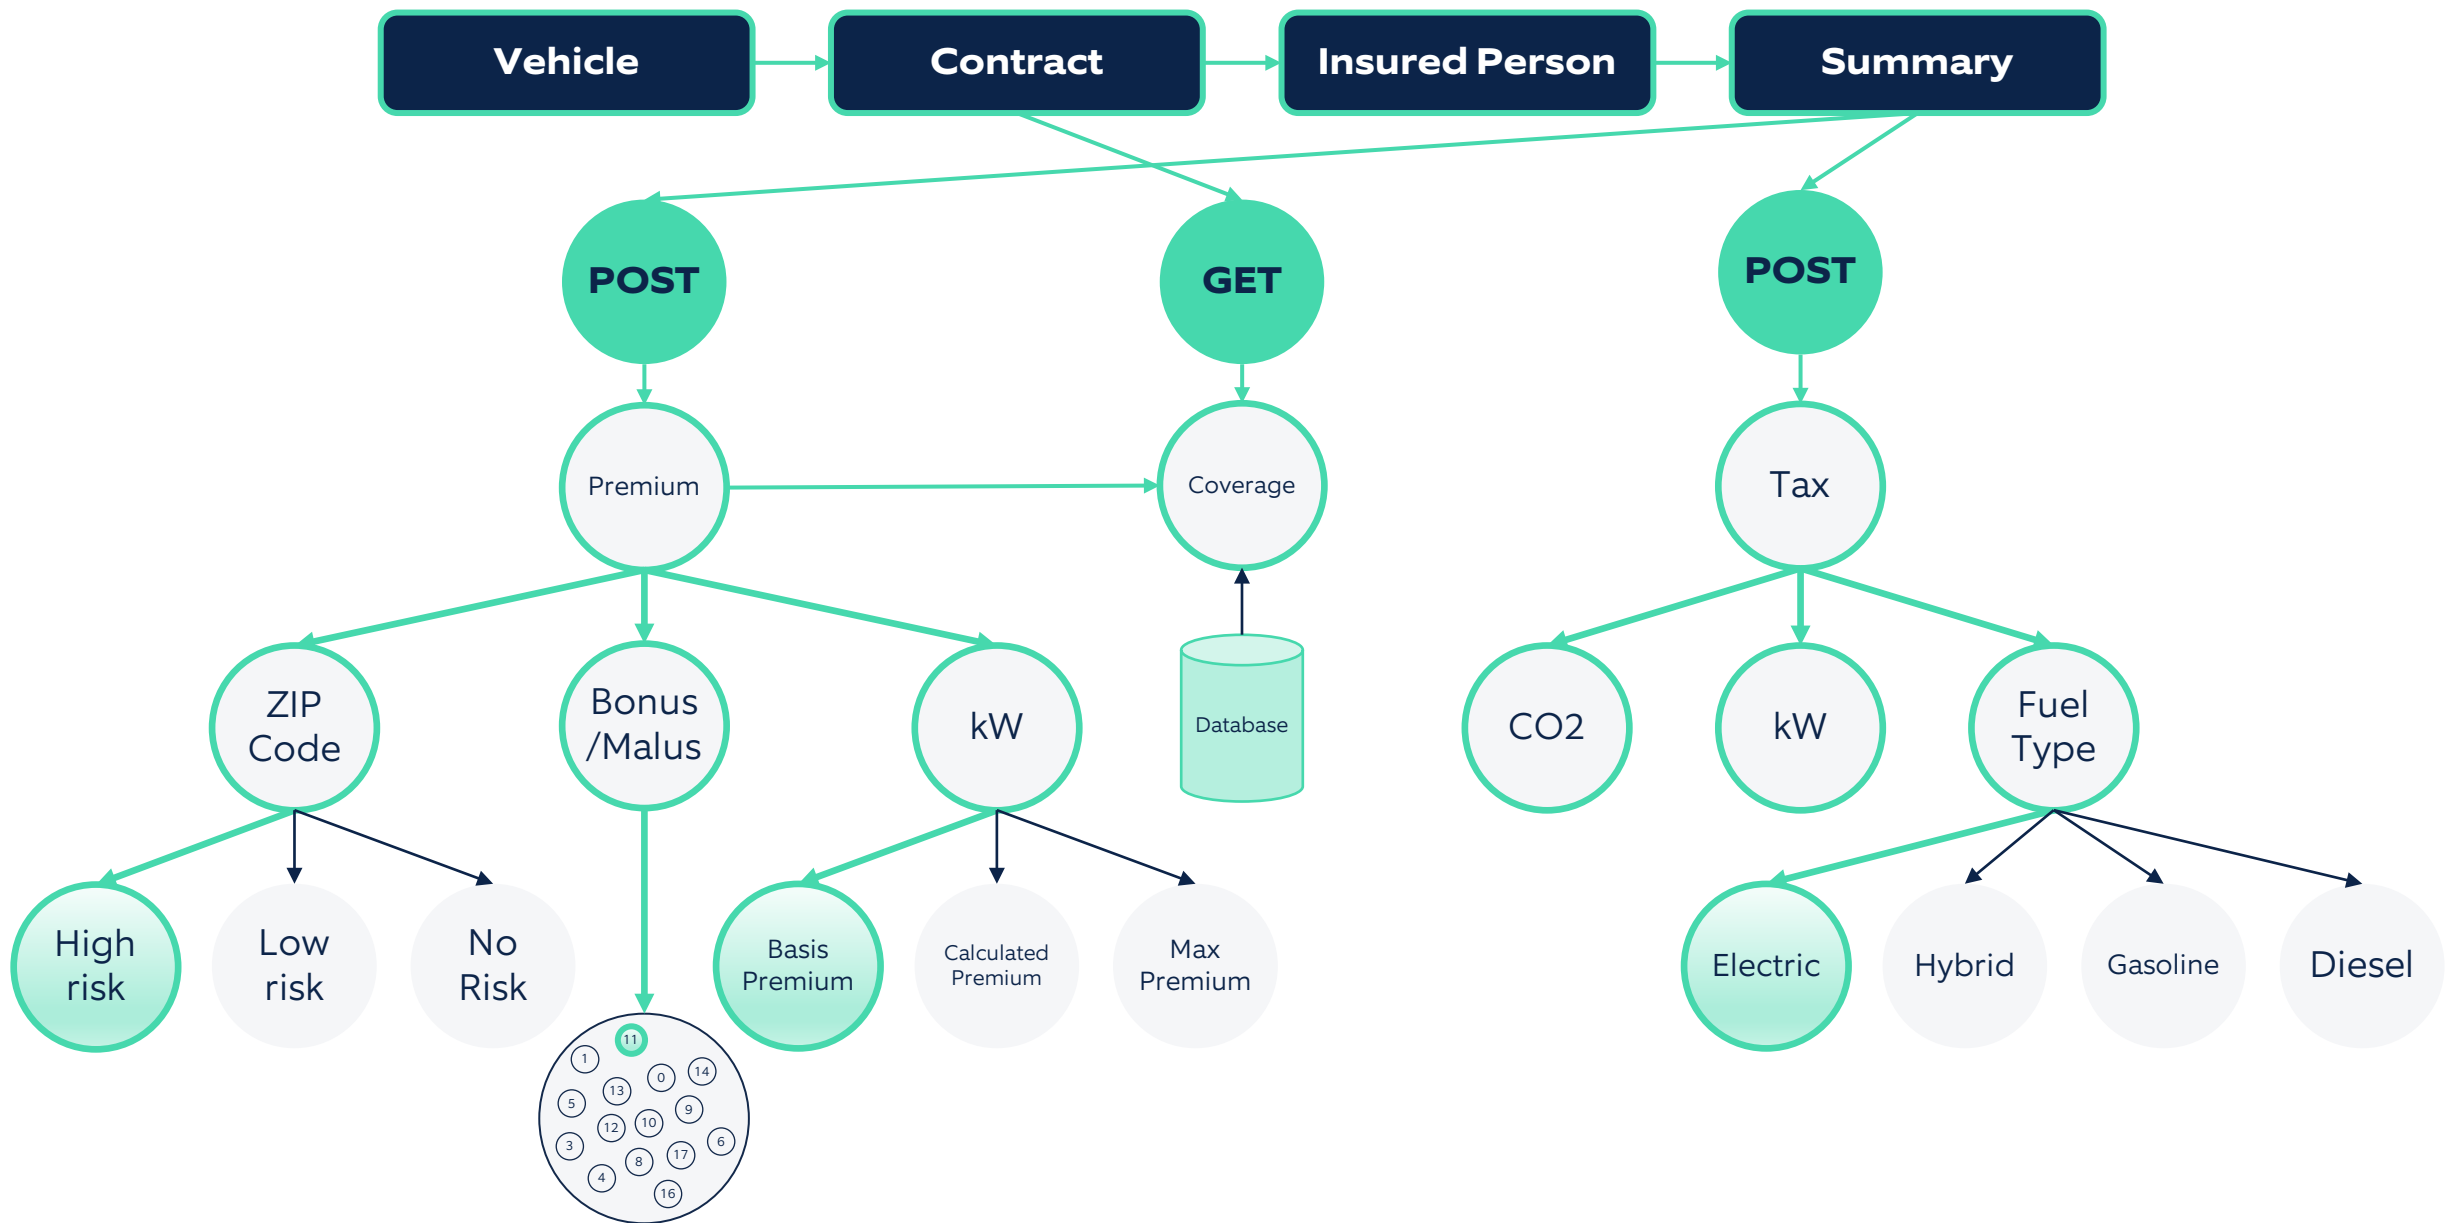 Vehicle
Contract
Insured Person
Summary
POST
GET
POST
Premium
Coverage
Tax
ZIP
Code
Bonus
/Malus
kW
Database
CO2
kW
Fuel
Type
High
risk
Low
risk
No
Risk
Basis
Premium
Calculated
Premium
Max
Premium
Electric
Hybrid
Gasoline
Diesel
11
1
0
14
13
5
9
12
10
3
6
8
17
4
16